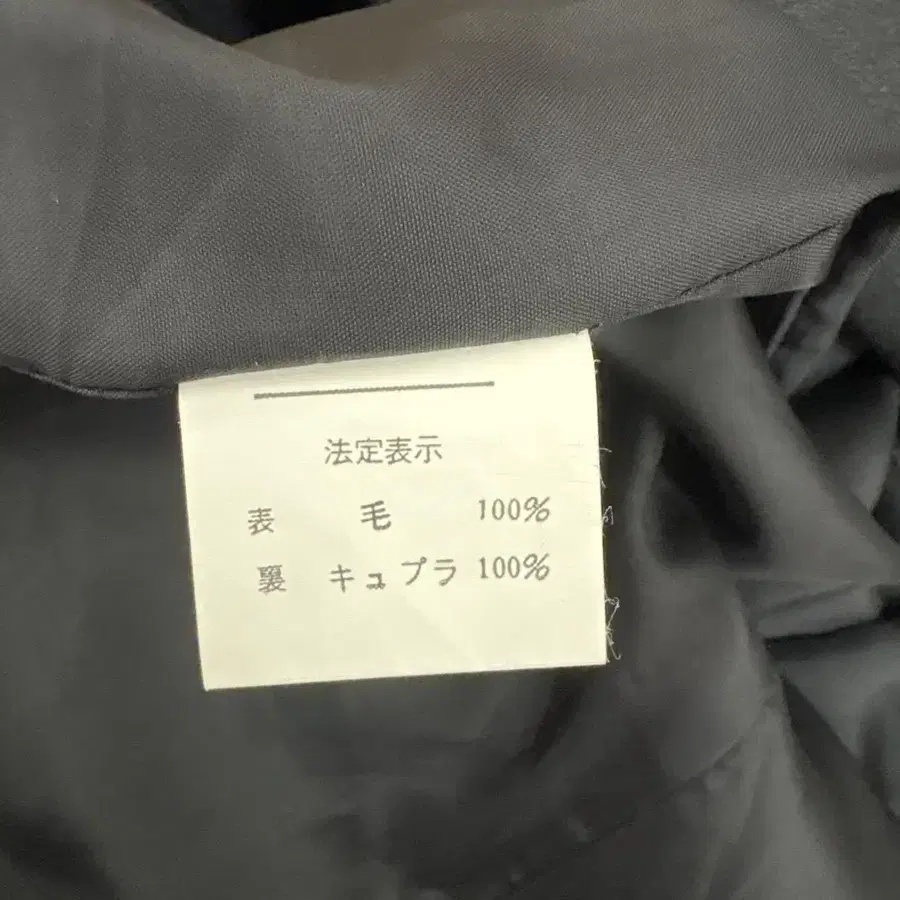 法定表示
表 毛 100%
裏 キュプラ 100%